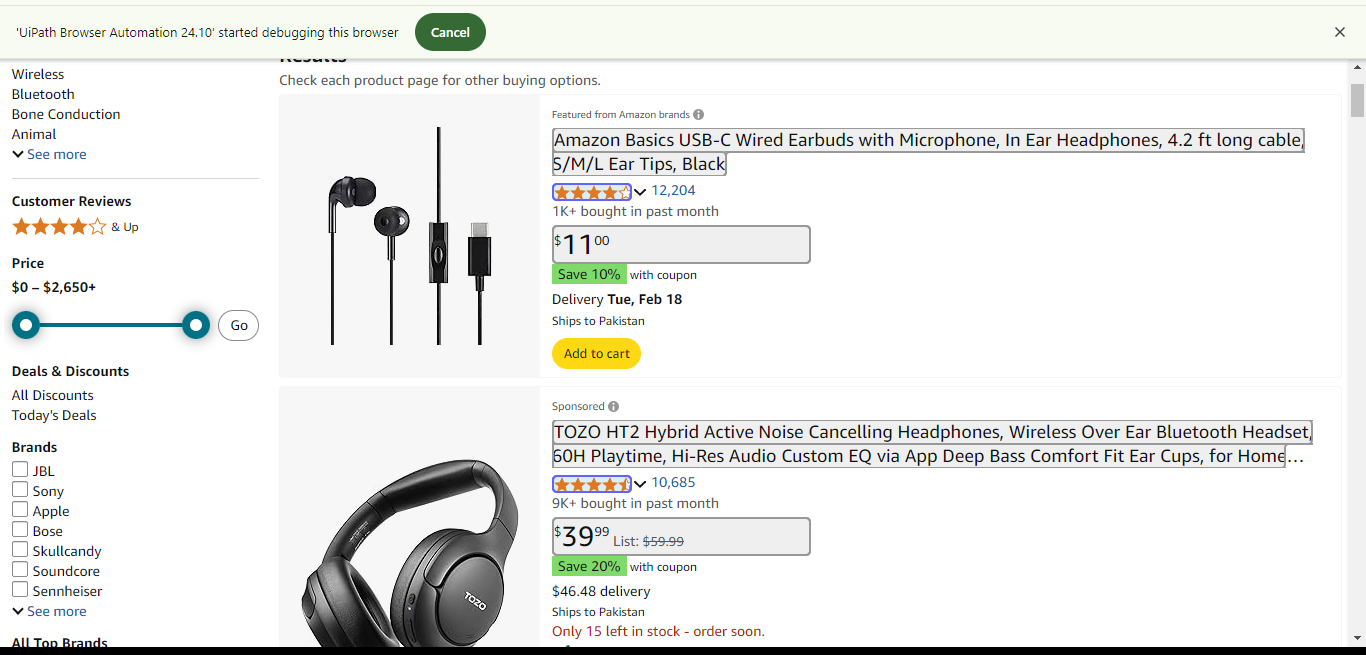 'UiPath Browser Automation 24.10' started debugging this browser
Cancel
Results
Wireless
Bluetooth
Bone Conduction
Animal
See more
Customer Reviews
& Up
Price
$0 – $2,650+
Go
Deals & Discounts
All Discounts
Today's Deals
Brands
JBL
Sony
Apple
Bose
Skullcandy
Soundcore
Sennheiser
See more
All Top Brands
Check each product page for other buying options.
Featured from Amazon brands
Amazon Basics USB-C Wired Earbuds with Microphone, In Ear Headphones, 4.2 ft long cable,
S/M/L Ear Tips, Black
12,204
1K+ bought in past month
$11 00
Save 10% with coupon
Delivery Tue, Feb 18
Ships to Pakistan
Add to cart
TOZO
Sponsored
TOZO HT2 Hybrid Active Noise Cancelling Headphones, Wireless Over Ear Bluetooth Headset,
60H Playtime, Hi-Res Audio Custom EQ via App Deep Bass Comfort Fit Ear Cups, for Home…
10,685
9K+ bought in past month
$39 99 List: $59.99
Save 20% with coupon
$46.48 delivery
Ships to Pakistan
Only 15 left in stock - order soon.